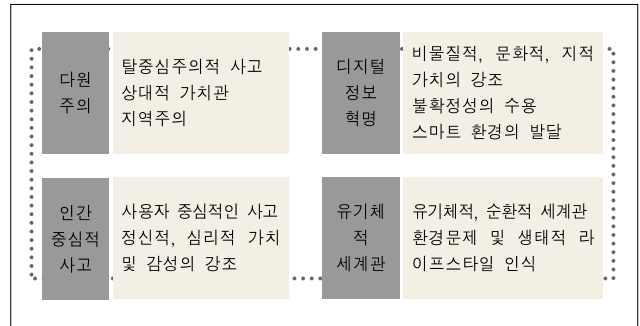 다원
주의
탈중심주의적 사고
상대적 가치관
지역주의
디지털
정보
혁명
비물질적, 문화적, 지적
가치의 강조
불확정성의 수용
스마트 환경의 발달
인간
중심적
사고
사용자 중심적인 사고
정신적, 심리적 가치
및 감성의 강조
유기체
적
세계관
유기체적, 순환적 세계관
환경문제 및 생태적 라
이프스타일 인식